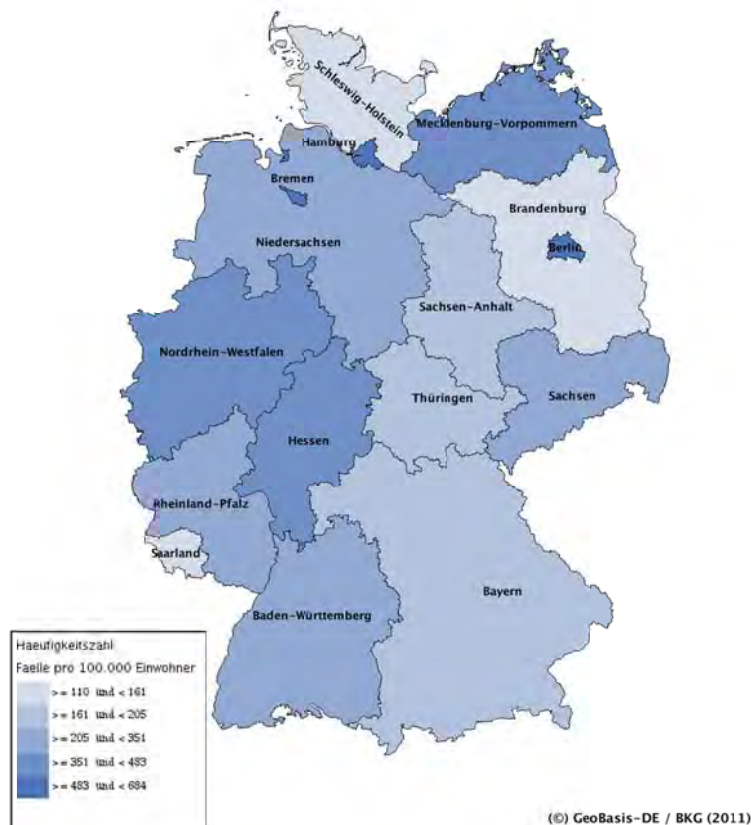 Schleswig-Holstein
Mecklenburg-Vorpommern
Hamburg
Bremen
Brandenburg
Niedersachsen
Berlin
Sachsen-Anhalt
Nordrhein-Westfalen
Thüringen
Sachsen
Hessen
Rheinland-Pfalz
Saarland
Bayern
Baden-Württemberg
Haeufigkeitszahl
Faelle pro 100.000 Einwohner
>= 110 und < 161
>= 161 und < 205
>= 205 und < 351
>= 351 und < 483
>= 483 und < 684
(©) GeoBasis-DE / BKG (2011)